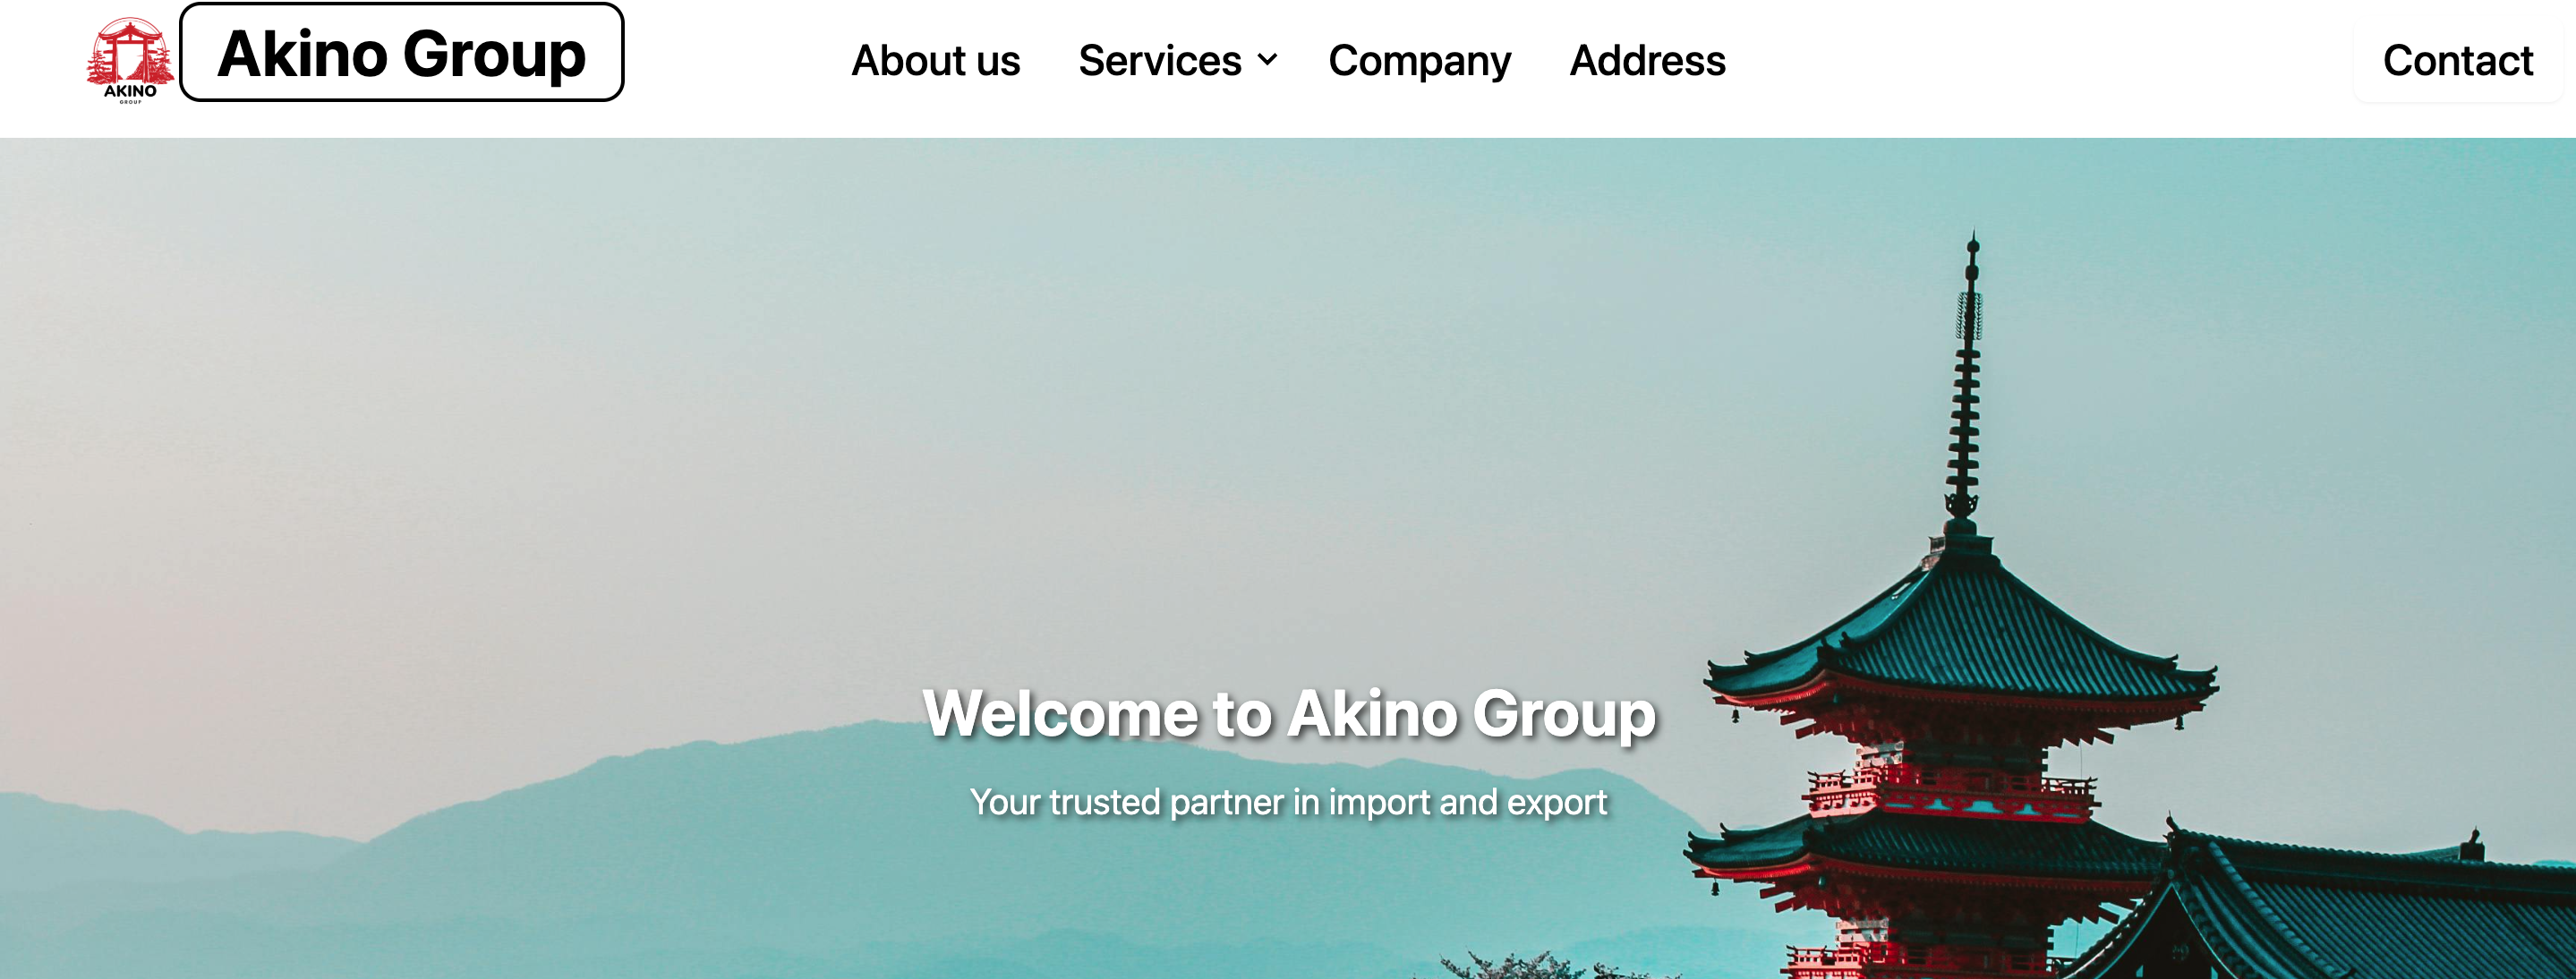 AKINO
GROUP
Akino Group
About us
Services
Company
Address
Contact
Welcome to Akino Group
Your trusted partner in import and export